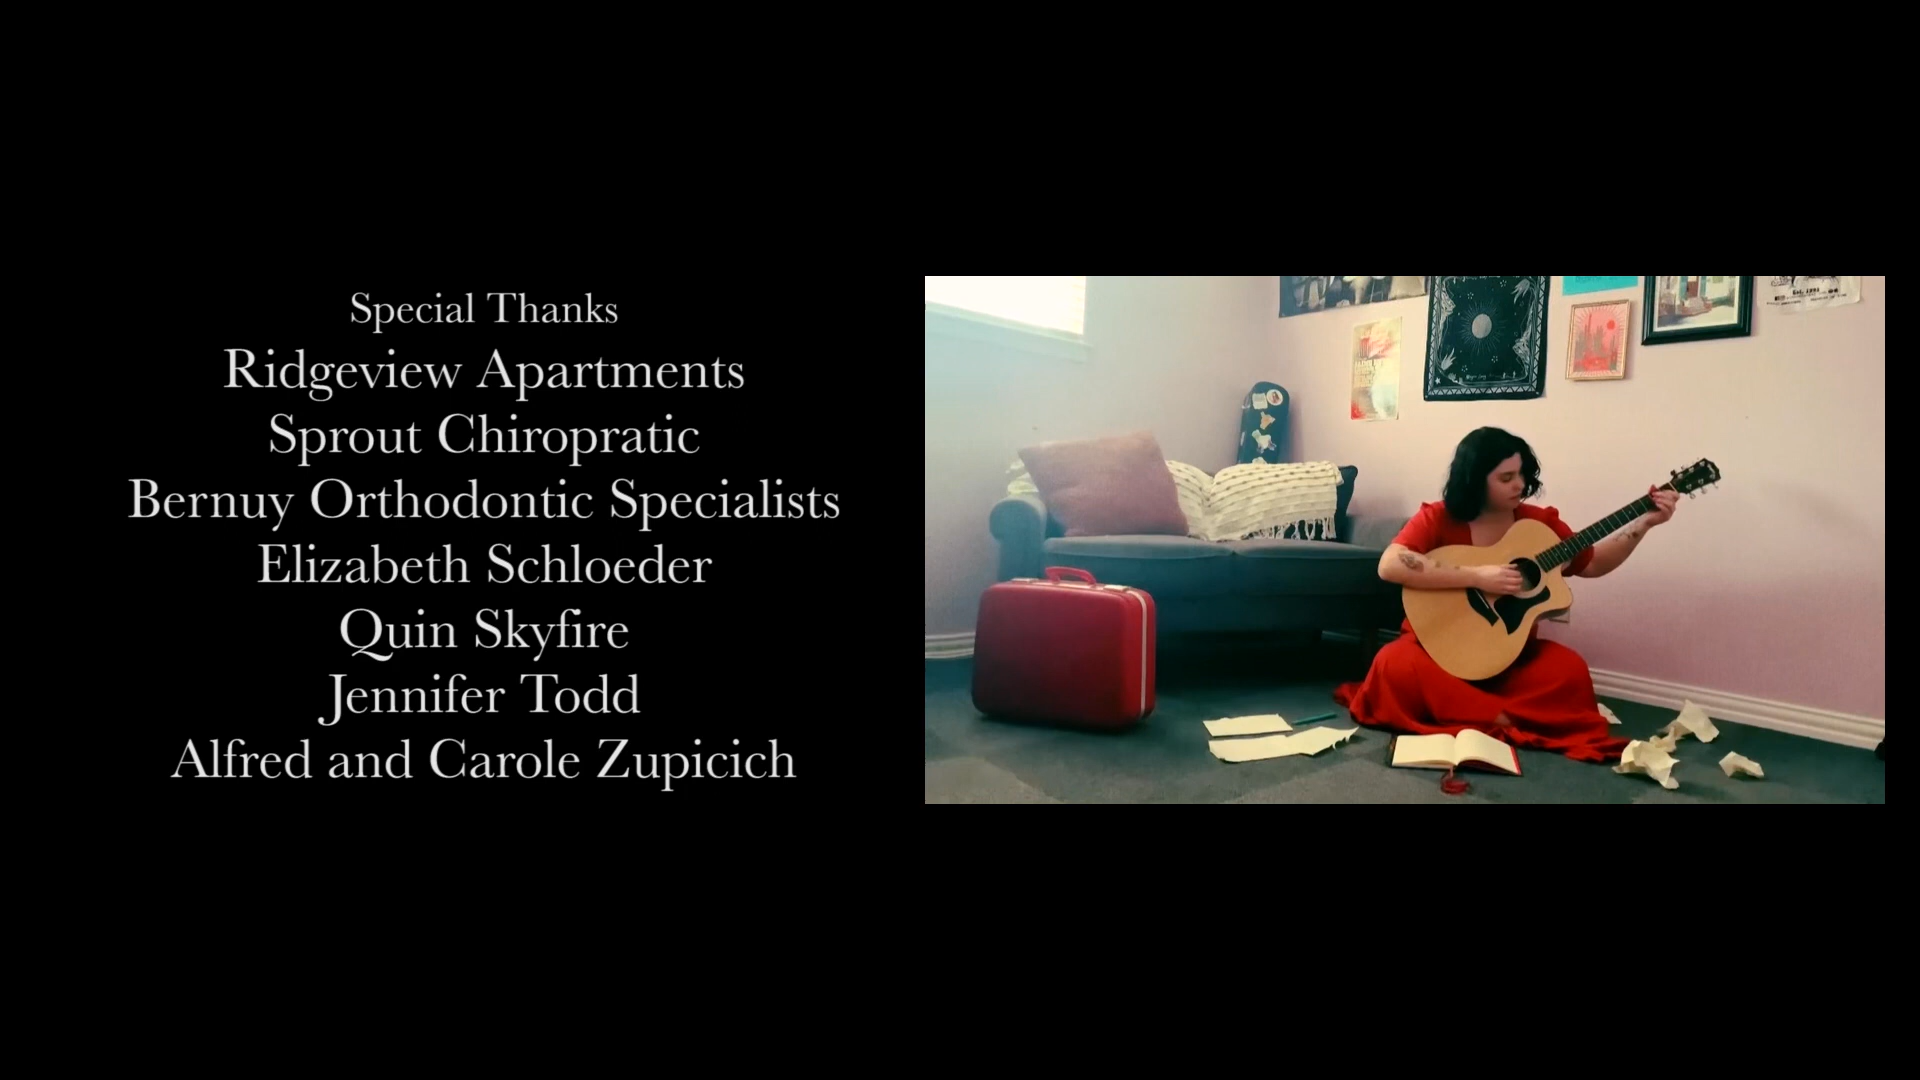 Special Thanks
Ridgeview Apartments
Sprout Chiropratic
Bernuy Orthodontic Specialists
Elizabeth Schloeder
Quin Skyfire
Jennifer Todd
Alfred and Carole Zupicich